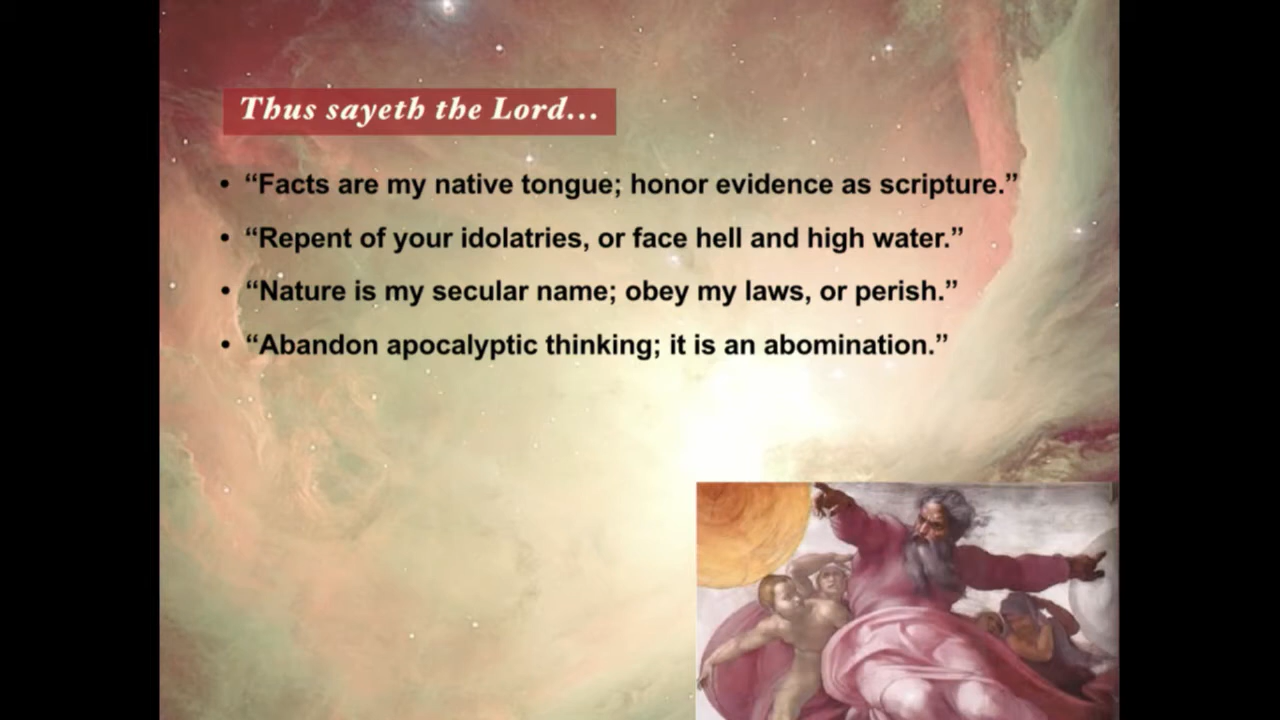 Thus sayeth the Lord...
• “Facts are my native tongue; honor evidence as scripture.”
• “Repent of your idolatries, or face hell and high water.”
• “Nature is my secular name; obey my laws, or perish.”
• “Abandon apocalyptic thinking; it is an abomination.”